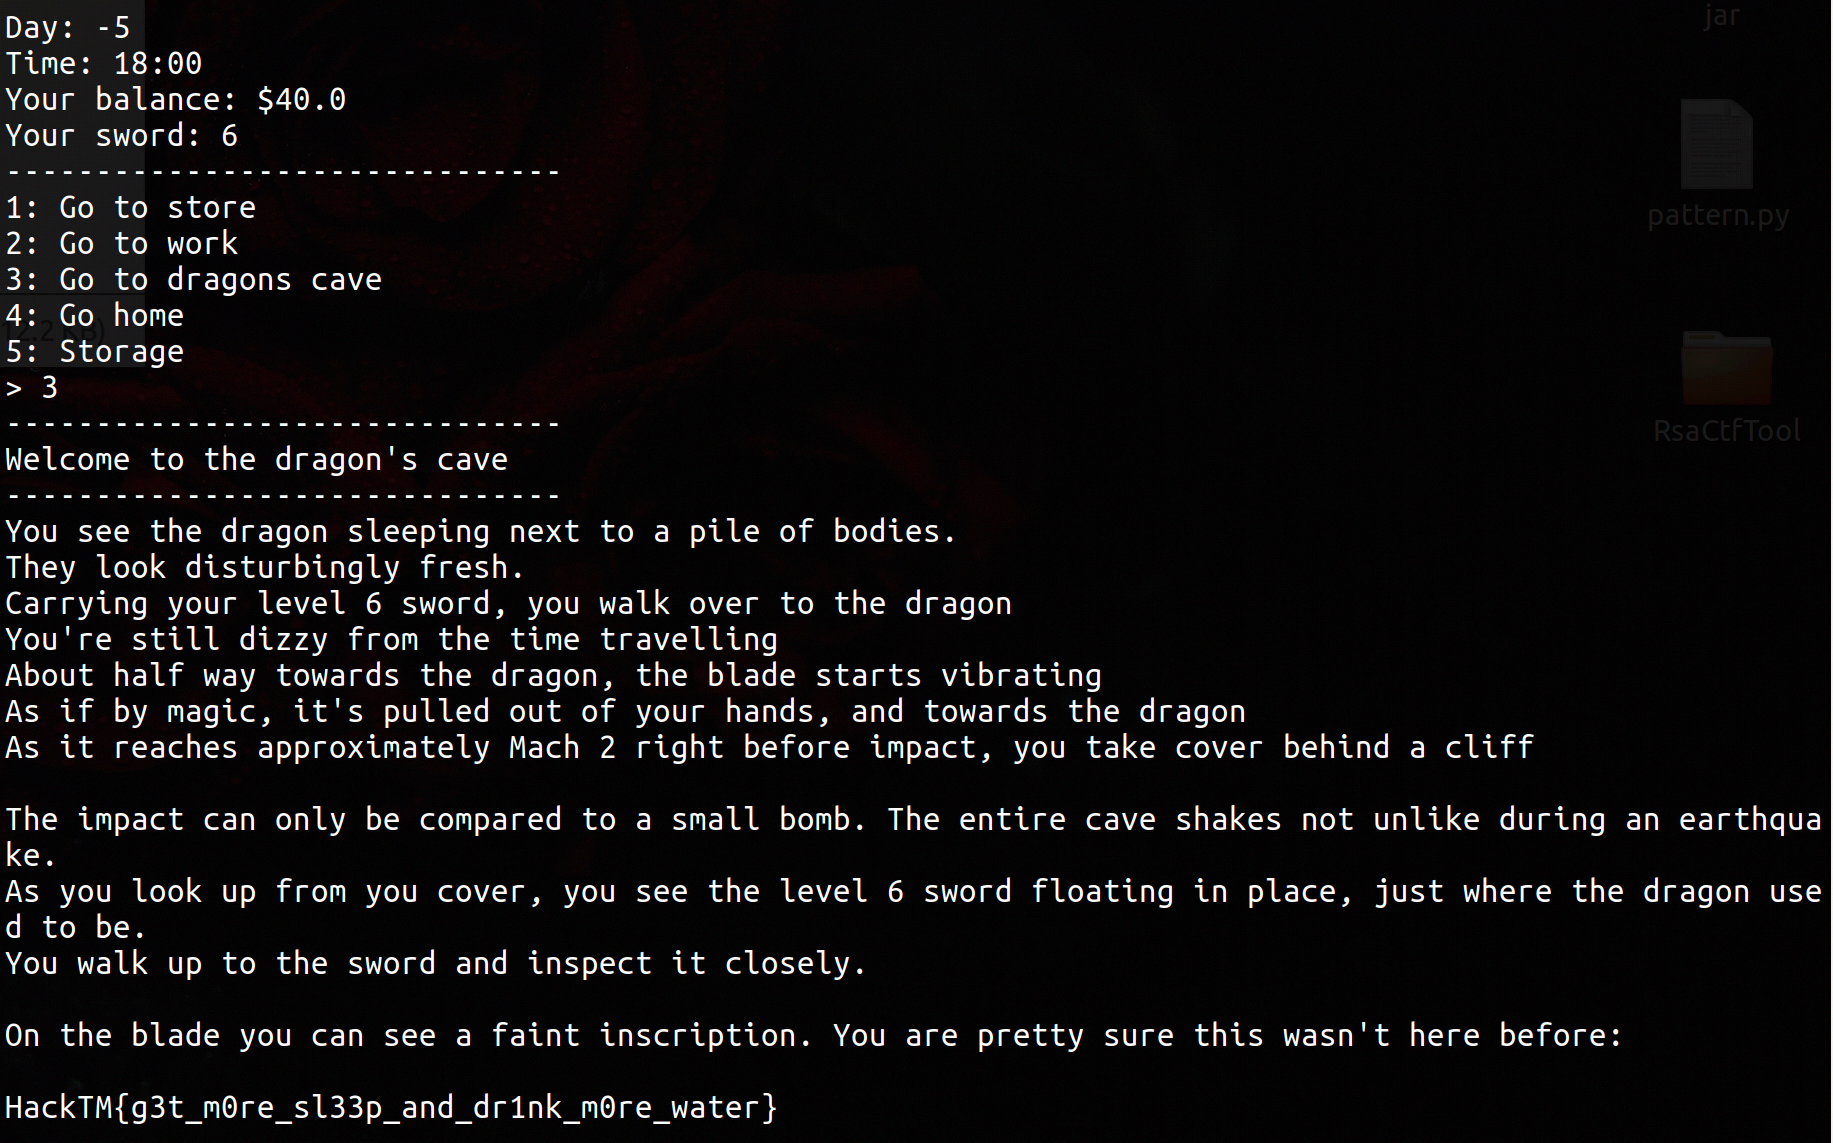 Day: -5
Time: 18:00
Your balance: $40.0
Your sword: 6
-------------------------------
1: Go to store
2: Go to work
3: Go to dragons cave
4: Go home
5: Storage
> 3
-------------------------------
Welcome to the dragon's cave
-------------------------------
You see the dragon sleeping next to a pile of bodies.
They look disturbingly fresh.
Carrying your level 6 sword, you walk over to the dragon
You're still dizzy from the time travelling
About half way towards the dragon, the blade starts vibrating
As if by magic, it's pulled out of your hands, and towards the dragon
As it reaches approximately Mach 2 right before impact, you take cover behind a cliff
The impact can only be compared to a small bomb. The entire cave shakes not unlike during an earthqua
ke.
As you look up from you cover, you see the level 6 sword floating in place, just where the dragon use
d to be.
You walk up to the sword and inspect it closely.
On the blade you can see a faint inscription. You are pretty sure this wasn't here before:
HackTM{g3t_m0re_sl33p_and_dr1nk_m0re_water}
jar
pattern.py
RsaCtfTool